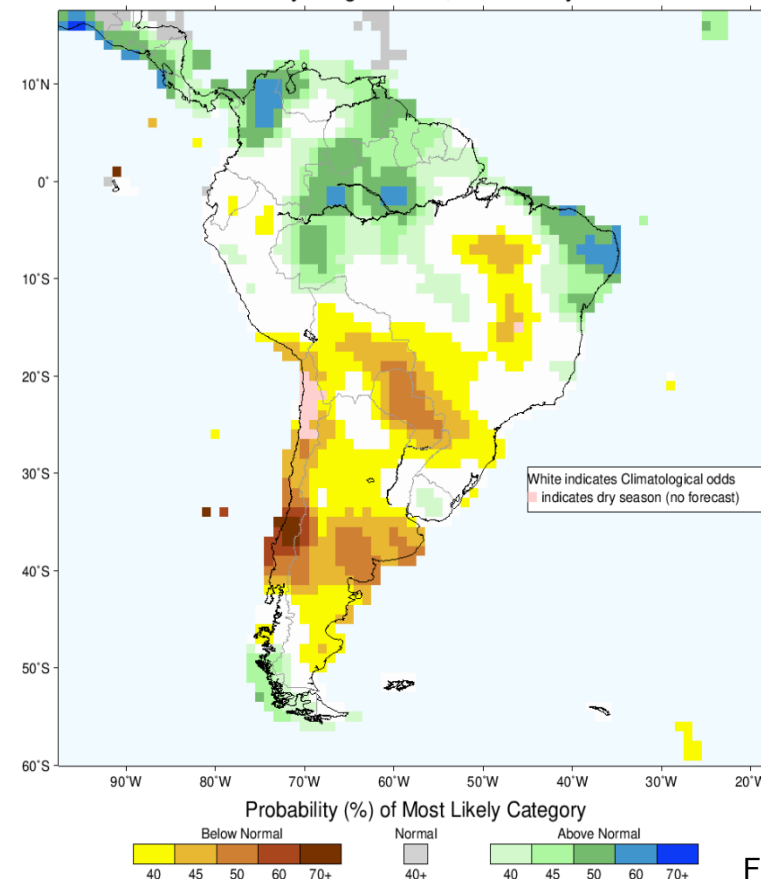 10°N
0°
10°S
20°S
30°S
40°S
50°S
60°S
White indicates Climatological odds
indicates dry season (no forecast)
90°W 80°W 70°W 60°W 50°W 40°W 30°W 20°W
Probability (%) of Most Likely Category
Below Normal Normal Above Normal
40 45 50 60 70+ 40+ 40 45 50 60 70+
F